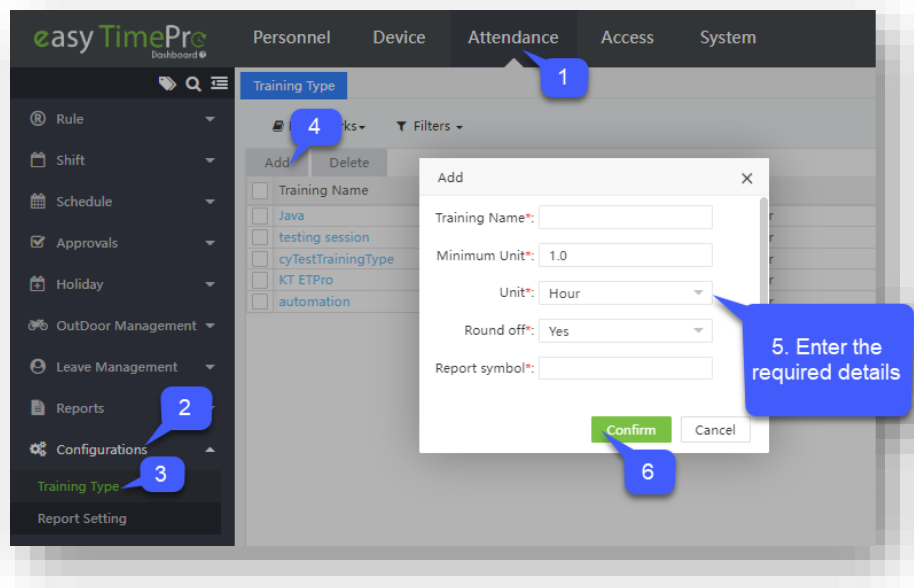 easy TimePro
Dashboard
Personnel Device Attendance Access System
1
Training Type
® Rule
4
Filters
Shift
Add Delete
Add
Training Name
Training Name*:
Schedule
Java
testing session
Minimum Unit*: 1.0
Approvals
cyTestTrainingType
KT ETPro
Unit*: Hour
Holiday
automation
OutDoor Management
Round off*: Yes
5. Enter the
required details
Leave Management
Report symbol*:
Reports
2
Confirm Cancel
Configurations
3
6
Training Type
Report Setting